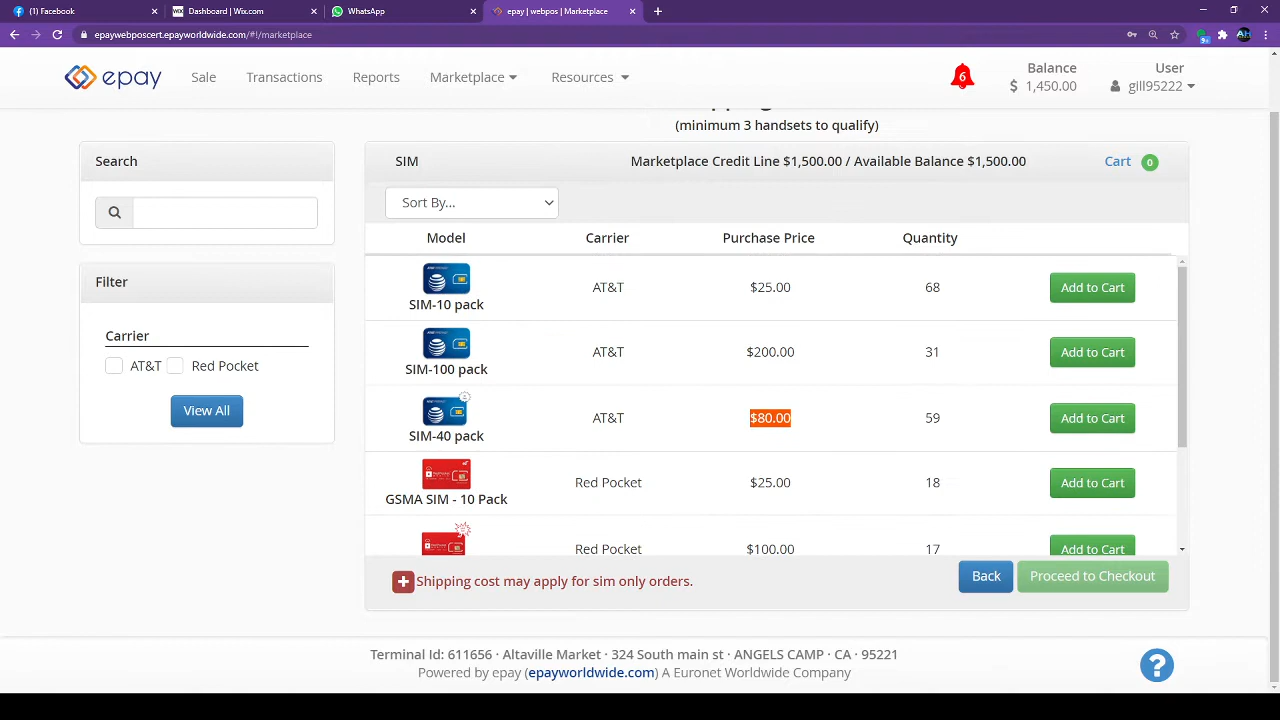 (1) Facebook
Dashboard | Wix.com
WhatsApp
epay | webpos | Marketplace
epaywebposcert.epayworldwide.com/#!/marketplace
epay
Sale
Transactions
Reports
Marketplace
Resources
6
Balance
$ 1,450.00
User
gill95222
(minimum 3 handsets to qualify)
Search
SIM
Marketplace Credit Line $1,500.00 / Available Balance $1,500.00
Cart 0
Sort By...
Filter
Carrier
AT&T
Red Pocket
View All
Model Carrier Purchase Price Quantity
SIM-10 pack AT&T $25.00 68 Add to Cart
SIM-100 pack AT&T $200.00 31 Add to Cart
SIM-40 pack AT&T $80.00 59 Add to Cart
GSMA SIM - 10 Pack Red Pocket $25.00 18 Add to Cart
Red Pocket $100.00 17 Add to Cart
Shipping cost may apply for sim only orders.
Back
Proceed to Checkout
Terminal Id: 611656 · Altaville Market · 324 South main st · ANGELS CAMP · CA · 95221
Powered by epay (epayworldwide.com) A Euronet Worldwide Company
?